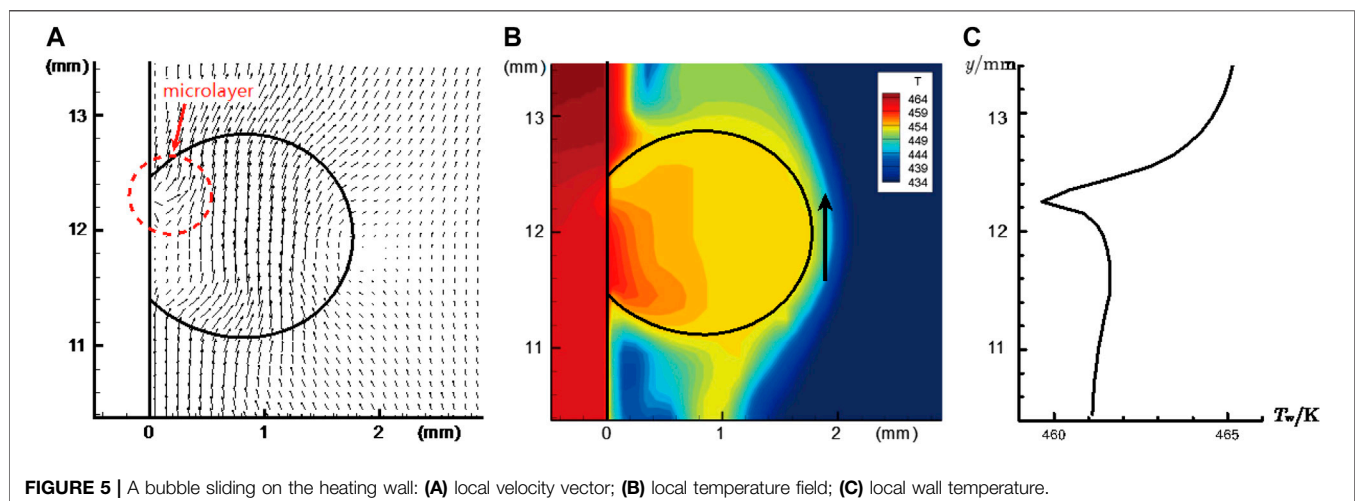 A
(mm)
microlayer
13
12
11
0
1
2
(mm)
B
(mm)
13
12
11
0
1
2
(mm)
T
464
459
454
449
444
439
434
C
y/mm
13
12
11
460
465
Tw/K
FIGURE 5 | A bubble sliding on the heating wall: (A) local velocity vector; (B) local temperature field; (C) local wall temperature.